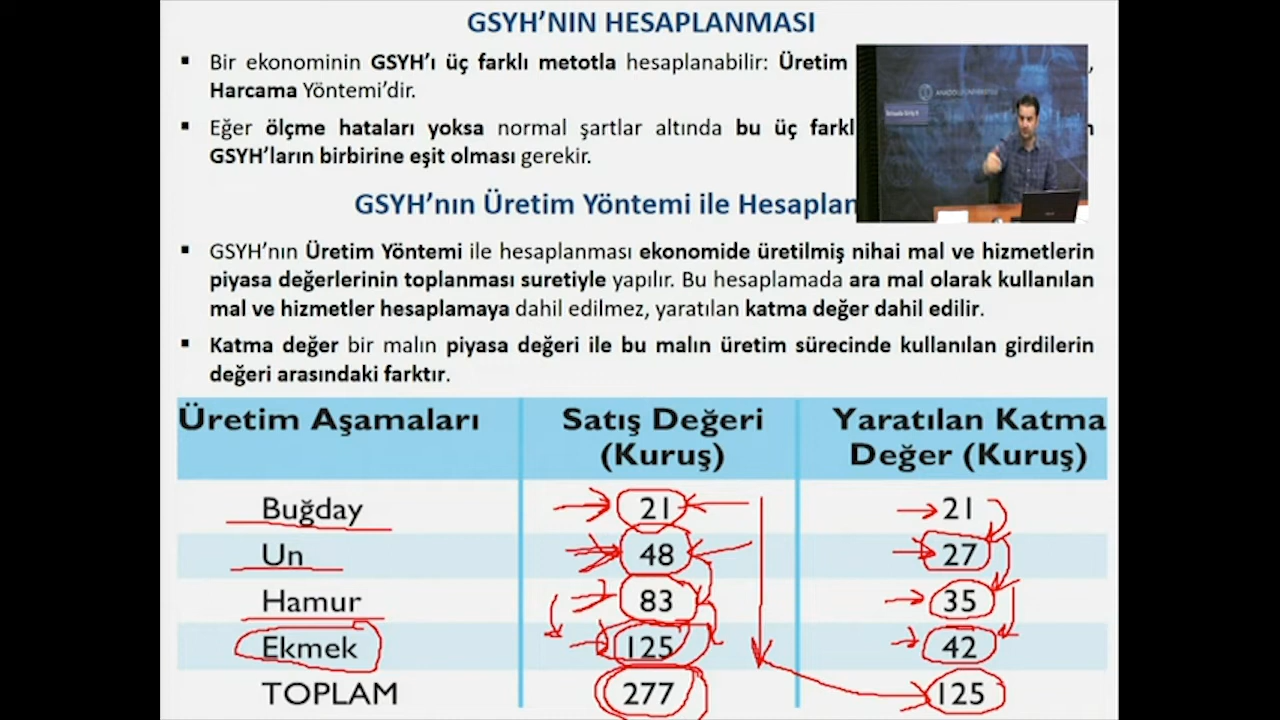 GSYH’NIN HESAPLANMASI
▪ Bir ekonominin GSYH’ı üç farklı metotla hesaplanabilir: Üretim ,
Harcama Yöntemi’dir.
▪ Eğer ölçme hataları yoksa normal şartlar altında bu üç farkl n
GSYH’ların birbirine eşit olması gerekir.
GSYH’nın Üretim Yöntemi ile Hesaplan
ANADOLU ÜNİVERSİTESİ
▪ GSYH’nın Üretim Yöntemi ile hesaplanması ekonomide üretilmiş nihai mal ve hizmetlerin
piyasa değerlerinin toplanması suretiyle yapılır. Bu hesaplamada ara mal olarak kullanılan
mal ve hizmetler hesaplamaya dahil edilmez, yaratılan katma değer dahil edilir.
▪ Katma değer bir malın piyasa değeri ile bu malın üretim sürecinde kullanılan girdilerin
değeri arasındaki farktır.
Üretim Aşamaları Satış Değeri Yaratılan Katma
(Kuruş) Değer (Kuruş)
Buğday 21 21
Un 48 27
Hamur 83 35
Ekmek 125 42
TOPLAM 277 125